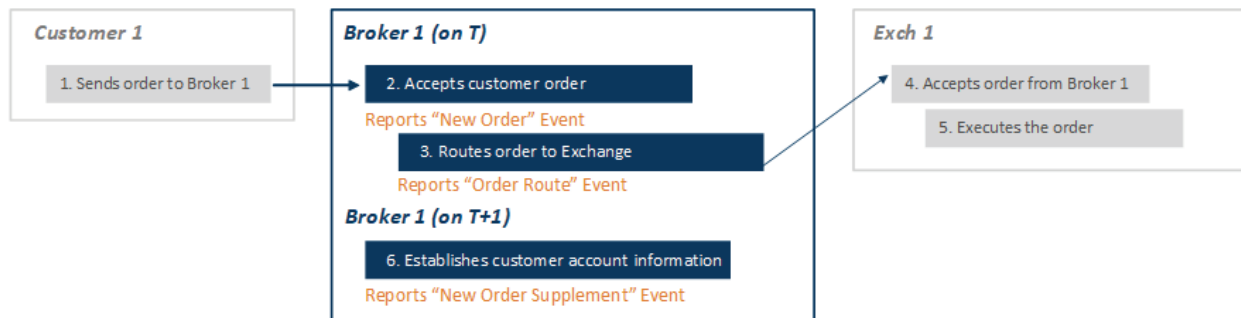 Customer 1
1. Sends order to Broker 1
Broker 1 (on T)
2. Accepts customer order
Reports “New Order” Event
3. Routes order to Exchange
Reports “Order Route” Event
Broker 1 (on T+1)
6. Establishes customer account information
Reports “New Order Supplement” Event
Exch 1
4. Accepts order from Broker 1
5. Executes the order